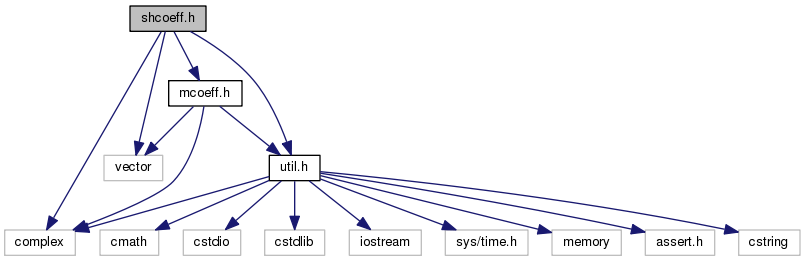 shcoeff.h
mcoeff.h
vector
util.h
complex
cmath
cstdio
cstdlib
iostream
sys/time.h
memory
assert.h
cstring